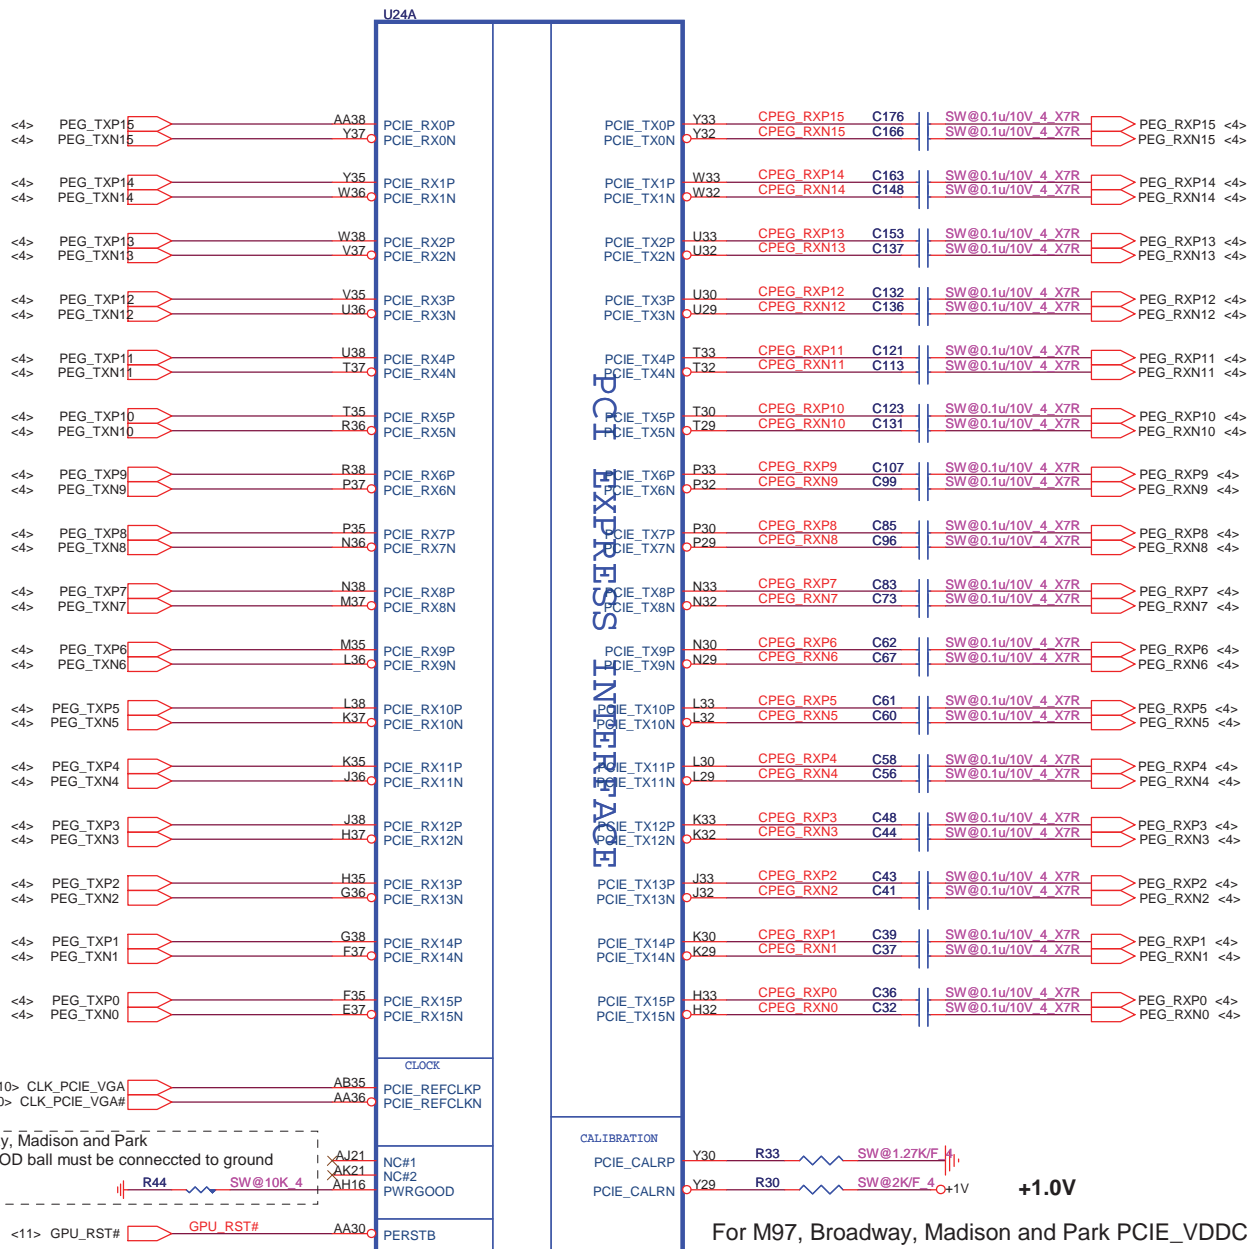 U24A
<4> PEG_TXP15 AA38 PCIE_RX0P PCIE_TX0P Y33 CPEG_RXP15 C176 SW@0.1u/10V_4_X7R PEG_RXP15 <4>
<4> PEG_TXN15 Y37 PCIE_RX0N PCIE_TX0N Y32 CPEG_RXN15 C166 SW@0.1u/10V_4_X7R PEG_RXN15 <4>
<4> PEG_TXP14 Y35 PCIE_RX1P PCIE_TX1P W33 CPEG_RXP14 C163 SW@0.1u/10V_4_X7R PEG_RXP14 <4>
<4> PEG_TXN14 W36 PCIE_RX1N PCIE_TX1N W32 CPEG_RXN14 C148 SW@0.1u/10V_4_X7R PEG_RXN14 <4>
<4> PEG_TXP13 W38 PCIE_RX2P PCIE_TX2P U33 CPEG_RXP13 C153 SW@0.1u/10V_4_X7R PEG_RXP13 <4>
<4> PEG_TXN13 V37 PCIE_RX2N PCIE_TX2N U32 CPEG_RXN13 C137 SW@0.1u/10V_4_X7R PEG_RXN13 <4>
<4> PEG_TXP12 V35 PCIE_RX3P PCIE_TX3P U30 CPEG_RXP12 C132 SW@0.1u/10V_4_X7R PEG_RXP12 <4>
<4> PEG_TXN12 U36 PCIE_RX3N PCIE_TX3N U29 CPEG_RXN12 C136 SW@0.1u/10V_4_X7R PEG_RXN12 <4>
<4> PEG_TXP11 U38 PCIE_RX4P PCIE_TX4P T33 CPEG_RXP11 C121 SW@0.1u/10V_4_X7R PEG_RXP11 <4>
<4> PEG_TXN11 T37 PCIE_RX4N PCIE_TX4N T32 CPEG_RXN11 C113 SW@0.1u/10V_4_X7R PEG_RXN11 <4>
PCI EXPRESS INTERFACE
<4> PEG_TXP10 T35 PCIE_RX5P PCIE_TX5P T30 CPEG_RXP10 C123 SW@0.1u/10V_4_X7R PEG_RXP10 <4>
<4> PEG_TXN10 R36 PCIE_RX5N PCIE_TX5N T29 CPEG_RXN10 C131 SW@0.1u/10V_4_X7R PEG_RXN10 <4>
<4> PEG_TXP9 R38 PCIE_RX6P PCIE_TX6P P33 CPEG_RXP9 C107 SW@0.1u/10V_4_X7R PEG_RXP9 <4>
<4> PEG_TXN9 P37 PCIE_RX6N PCIE_TX6N P32 CPEG_RXN9 C99 SW@0.1u/10V_4_X7R PEG_RXN9 <4>
<4> PEG_TXP8 P35 PCIE_RX7P PCIE_TX7P P30 CPEG_RXP8 C85 SW@0.1u/10V_4_X7R PEG_RXP8 <4>
<4> PEG_TXN8 N36 PCIE_RX7N PCIE_TX7N P29 CPEG_RXN8 C96 SW@0.1u/10V_4_X7R PEG_RXN8 <4>
<4> PEG_TXP7 N38 PCIE_RX8P PCIE_TX8P N33 CPEG_RXP7 C83 SW@0.1u/10V_4_X7R PEG_RXP7 <4>
<4> PEG_TXN7 M37 PCIE_RX8N PCIE_TX8N N32 CPEG_RXN7 C73 SW@0.1u/10V_4_X7R PEG_RXN7 <4>
<4> PEG_TXP6 M35 PCIE_RX9P PCIE_TX9P N30 CPEG_RXP6 C62 SW@0.1u/10V_4_X7R PEG_RXP6 <4>
<4> PEG_TXN6 L36 PCIE_RX9N PCIE_TX9N N29 CPEG_RXN6 C67 SW@0.1u/10V_4_X7R PEG_RXN6 <4>
<4> PEG_TXP5 L38 PCIE_RX10P PCIE_TX10P L33 CPEG_RXP5 C61 SW@0.1u/10V_4_X7R PEG_RXP5 <4>
<4> PEG_TXN5 K37 PCIE_RX10N PCIE_TX10N L32 CPEG_RXN5 C60 SW@0.1u/10V_4_X7R PEG_RXN5 <4>
<4> PEG_TXP4 K35 PCIE_RX11P PCIE_TX11P L30 CPEG_RXP4 C58 SW@0.1u/10V_4_X7R PEG_RXP4 <4>
<4> PEG_TXN4 J36 PCIE_RX11N PCIE_TX11N L29 CPEG_RXN4 C56 SW@0.1u/10V_4_X7R PEG_RXN4 <4>
<4> PEG_TXP3 J38 PCIE_RX12P PCIE_TX12P K33 CPEG_RXP3 C48 SW@0.1u/10V_4_X7R PEG_RXP3 <4>
<4> PEG_TXN3 H37 PCIE_RX12N PCIE_TX12N K32 CPEG_RXN3 C44 SW@0.1u/10V_4_X7R PEG_RXN3 <4>
<4> PEG_TXP2 H35 PCIE_RX13P PCIE_TX13P J33 CPEG_RXP2 C43 SW@0.1u/10V_4_X7R PEG_RXP2 <4>
<4> PEG_TXN2 G36 PCIE_RX13N PCIE_TX13N J32 CPEG_RXN2 C41 SW@0.1u/10V_4_X7R PEG_RXN2 <4>
<4> PEG_TXP1 G38 PCIE_RX14P PCIE_TX14P K30 CPEG_RXP1 C39 SW@0.1u/10V_4_X7R PEG_RXP1 <4>
<4> PEG_TXN1 F37 PCIE_RX14N PCIE_TX14N K29 CPEG_RXN1 C37 SW@0.1u/10V_4_X7R PEG_RXN1 <4>
<4> PEG_TXP0 F35 PCIE_RX15P PCIE_TX15P H33 CPEG_RXP0 C36 SW@0.1u/10V_4_X7R PEG_RXP0 <4>
<4> PEG_TXN0 E37 PCIE_RX15N PCIE_TX15N H32 CPEG_RXN0 C32 SW@0.1u/10V_4_X7R PEG_RXN0 <4>
CLOCK
10> CLK_PCIE_VGA AB35 PCIE_REFCLKP
0> CLK_PCIE_VGA# AA36 PCIE_REFCLKN
y, Madison and Park
OD ball must be conneccted to ground
CALIBRATION
AJ21 NC#1 PCIE_CALRP Y30 R33 SW@1.27K/F_4
AK21 NC#2
R44 SW@10K_4 AH16 PWRGOOD PCIE_CALRN Y29 R30 SW@2K/F_4 +1V +1.0V
<11> GPU_RST# GPU_RST# AA30 PERSTB
For M97, Broadway, Madison and Park PCIE_VDDC